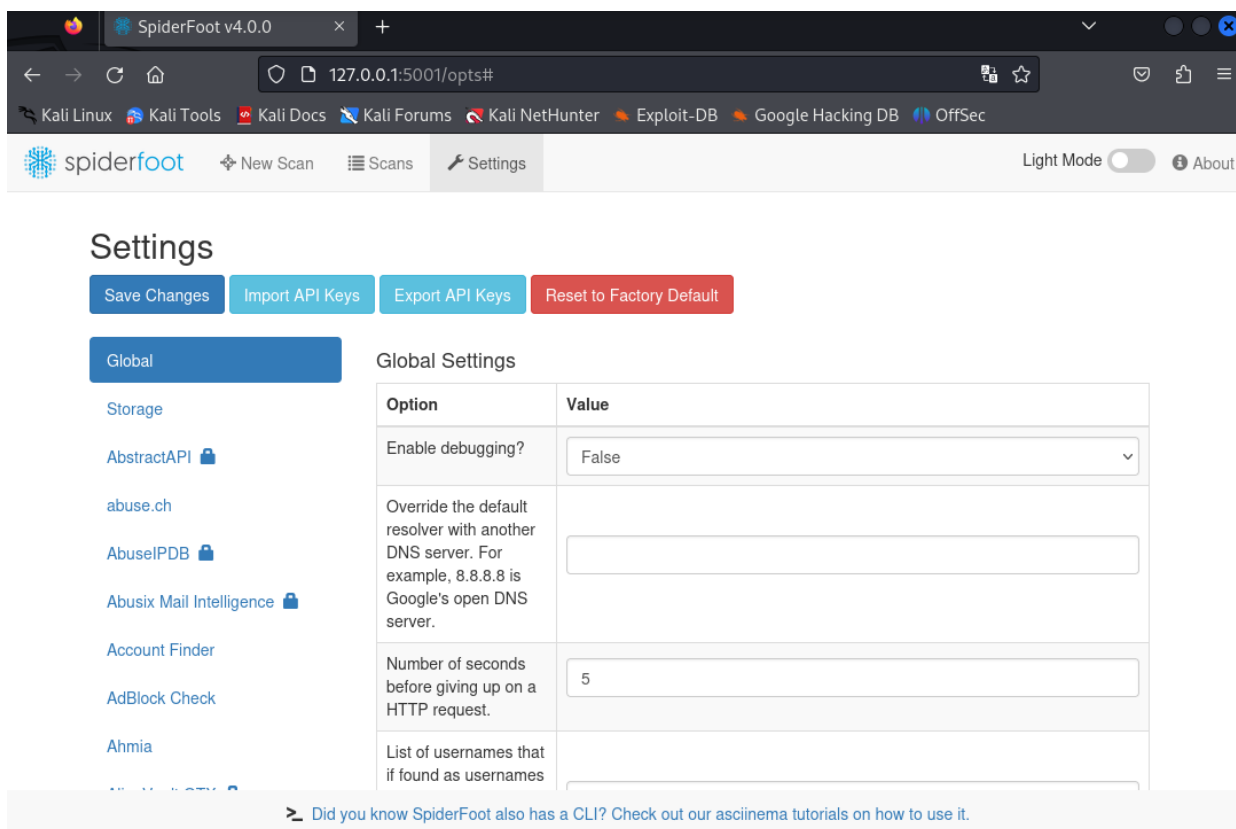 SpiderFoot v4.0.0
127.0.0.1:5001/opts#
Kali Linux Kali Tools Kali Docs Kali Forums Kali NetHunter Exploit-DB Google Hacking DB OffSec
spiderfoot New Scan Scans Settings Light Mode About
Settings
Save Changes Import API Keys Export API Keys Reset to Factory Default
Global
Storage
AbstractAPI
abuse.ch
AbuseIPDB
Abusix Mail Intelligence
Account Finder
AdBlock Check
Ahmia
Global Settings
Option Value
Enable debugging? False
Override the default
resolver with another
DNS server. For
example, 8.8.8.8 is
Google's open DNS
server.
Number of seconds
before giving up on a
HTTP request.
5
List of usernames that
if found as usernames
>_ Did you know SpiderFoot also has a CLI? Check out our asciinema tutorials on how to use it.